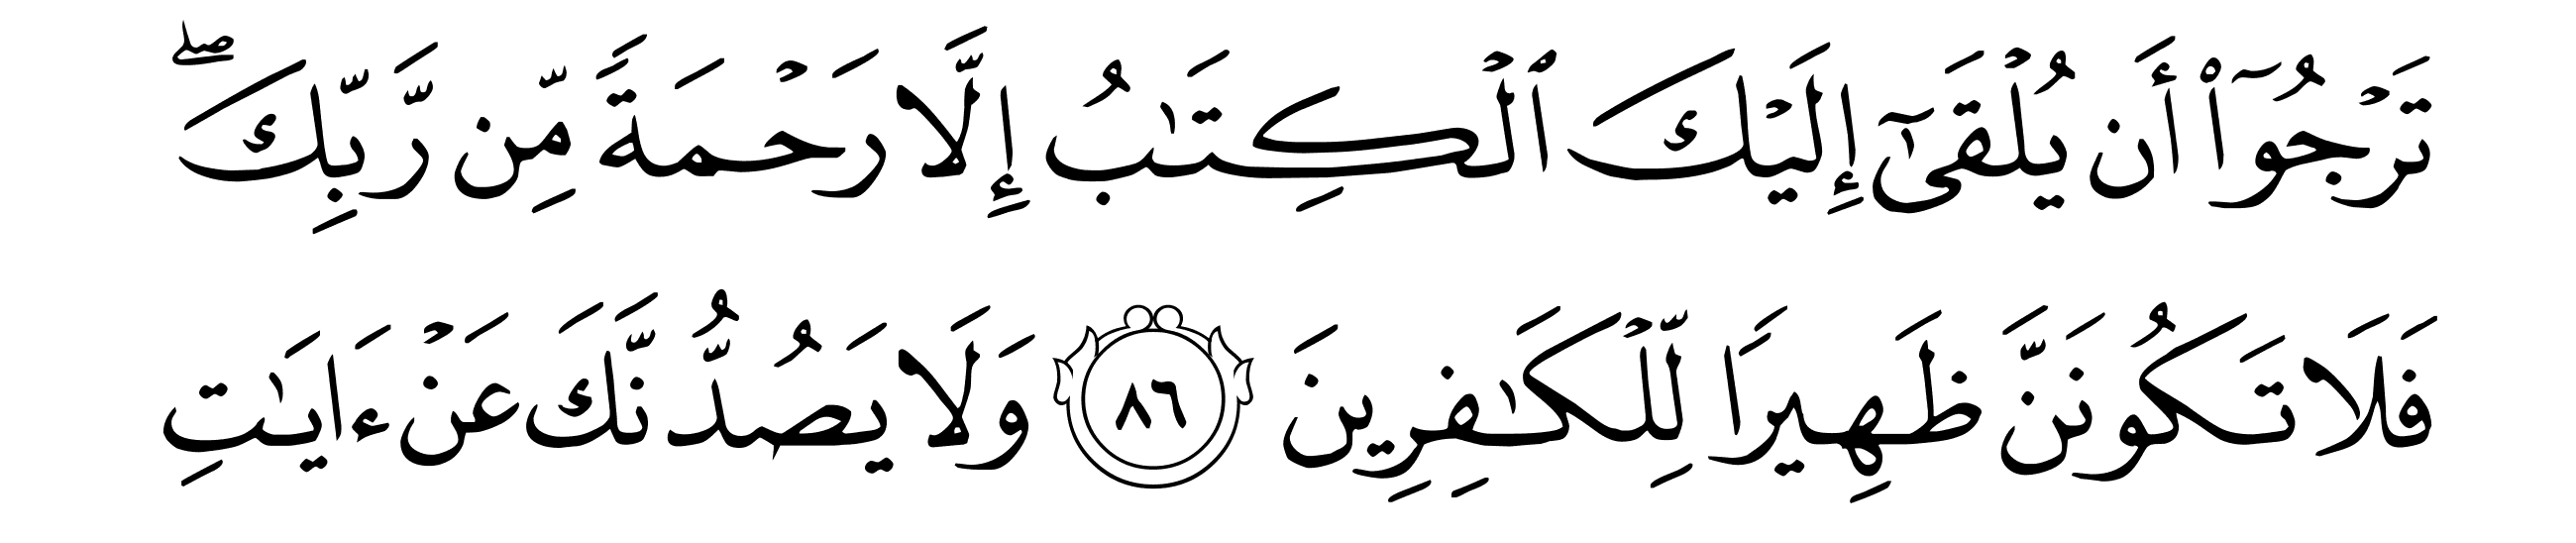 تَرْجُوٓا۟ أَن يُلْقَىٰٓ إِلَيْكَ ٱلْكِتَـٰبُ إِلَّا رَحْمَةً مِّن رَّبِّكَ ۖ
فَلَا تَكُونَنَّ ظَهِيرًا لِّلْكَـٰفِرِينَ ٨٦ وَلَا يَصُدُّنَّكَ عَنْ ءَايَـٰتِ